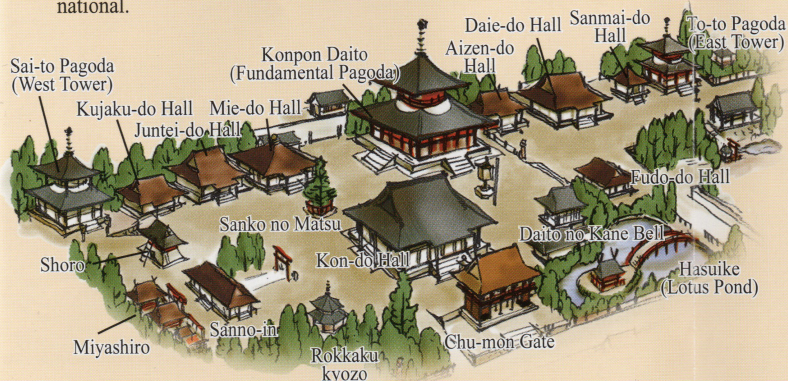 national.
Sai-to Pagoda
(West Tower)
Kujaku-do Hall
Juntei-do Hall
Mie-do Hall
Konpon Daito
(Fundamental Pagoda)
Aizen-do
Hall
Daie-do Hall
Sanmai-do
Hall
To-to Pagoda
(East Tower)
Fudo-do Hall
Sanko no Matsu
Kon-do Hall
Daito no Kane Bell
Hasuike
(Lotus Pond)
Shoro
Miyashiro
Sanno-in
Rokkaku
kyozo
Chu-mon Gate